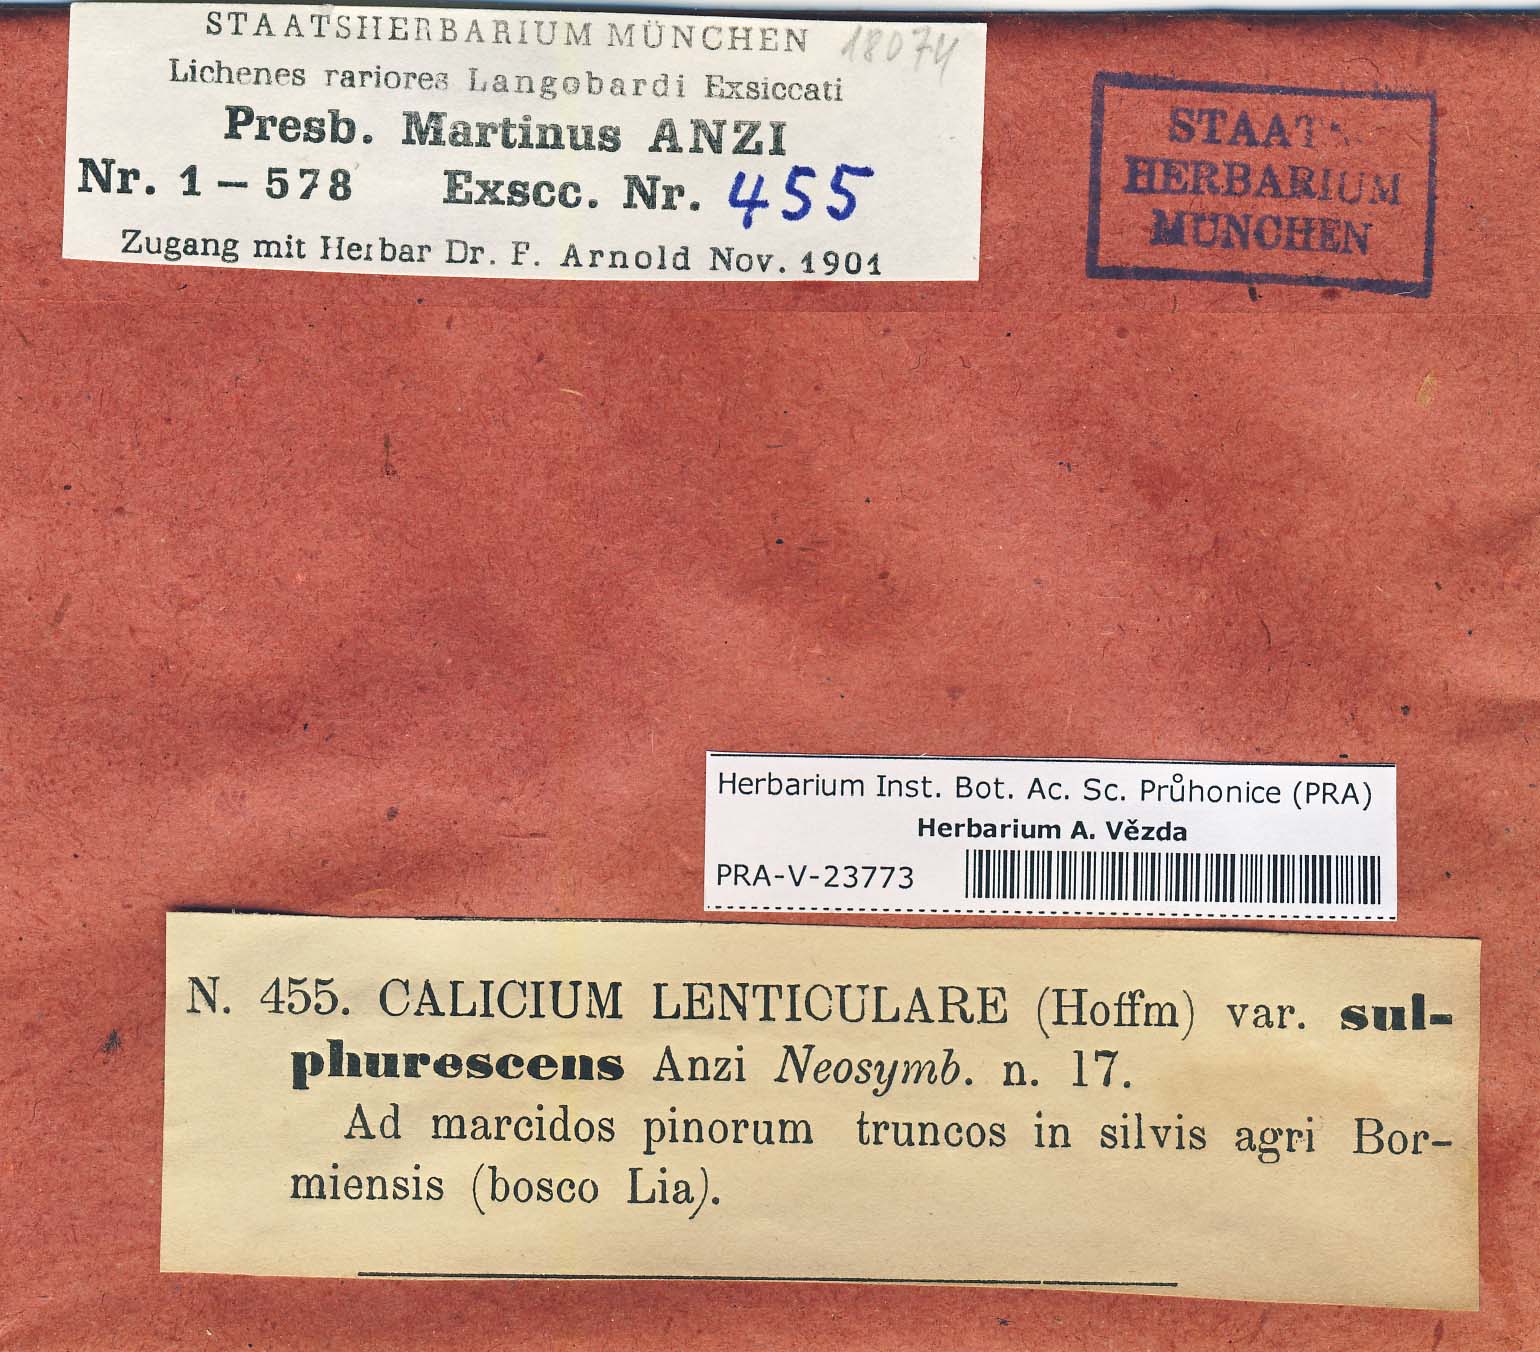 STAATSHERBARIUM MÜNCHEN 18074
Lichenes rariores Langobardi Exsiccati
Presb. Martinus ANZI
Nr. 1 – 578 Exscc. Nr. 455
Zugang mit Herbar Dr. F. Arnold Nov. 1901
STAATS
HERBARIUM
MÜNCHEN
Herbarium Inst. Bot. Ac. Sc. Průhonice (PRA)
Herbarium A. Vězda
PRA-V-23773
N. 455. CALICIUM LENTICULARE (Hoffm) var. sul-
phurescens Anzi Neosymb. n. 17.
Ad marcidos pinorum truncos in silvis agri Bor-
miensis (bosco Lia).